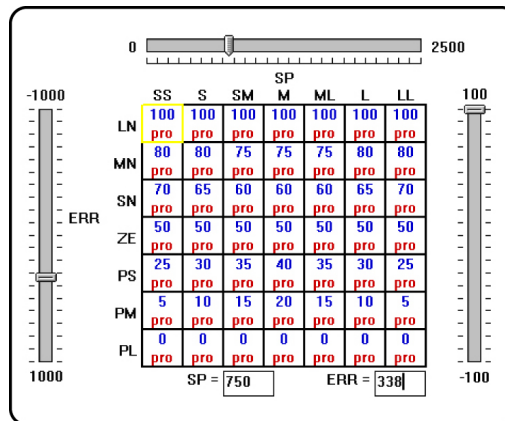 0 2500
SP
-1000 SS S SM M ML L LL 100
LN 100 100 100 100 100 100 100
pro pro pro pro pro pro pro
MN 80 80 75 75 75 80 80
pro pro pro pro pro pro pro
SN 70 65 60 60 60 65 70
pro pro pro pro pro pro pro
ERR
ZE 50 50 50 50 50 50 50
pro pro pro pro pro pro pro
PS 25 30 35 40 35 30 25
pro pro pro pro pro pro pro
PM 5 10 15 20 15 10 5
pro pro pro pro pro pro pro
PL 0 0 0 0 0 0 0
pro pro pro pro pro pro pro
1000 SP = 750 ERR = 338 -100